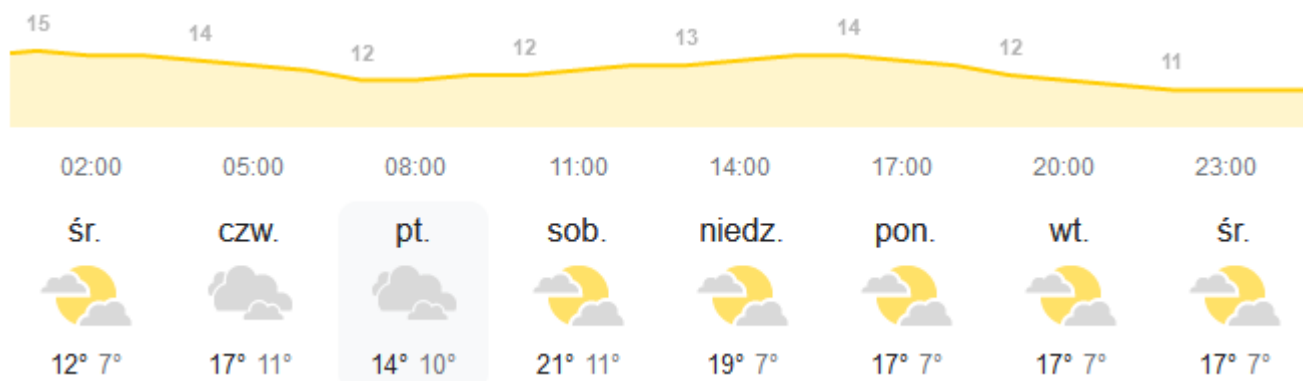 15 14 12 12 13 14 12 11
02:00 05:00 08:00 11:00 14:00 17:00 20:00 23:00
śr. czw. pt. sob. niedz. pon. wt. śr.
12° 7° 17° 11° 14° 10° 21° 11° 19° 7° 17° 7° 17° 7° 17° 7°